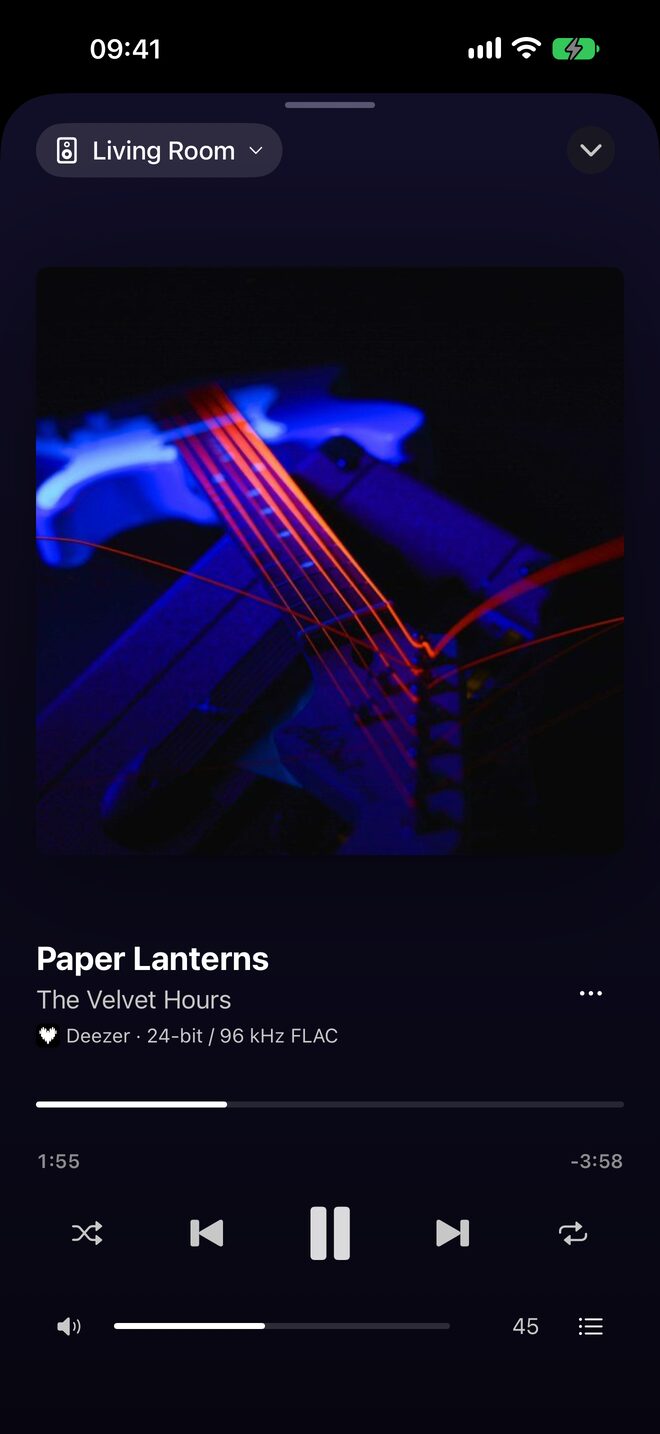 09:41
Living Room
Paper Lanterns
The Velvet Hours
Deezer · 24-bit / 96 kHz FLAC
1:55
-3:58
45